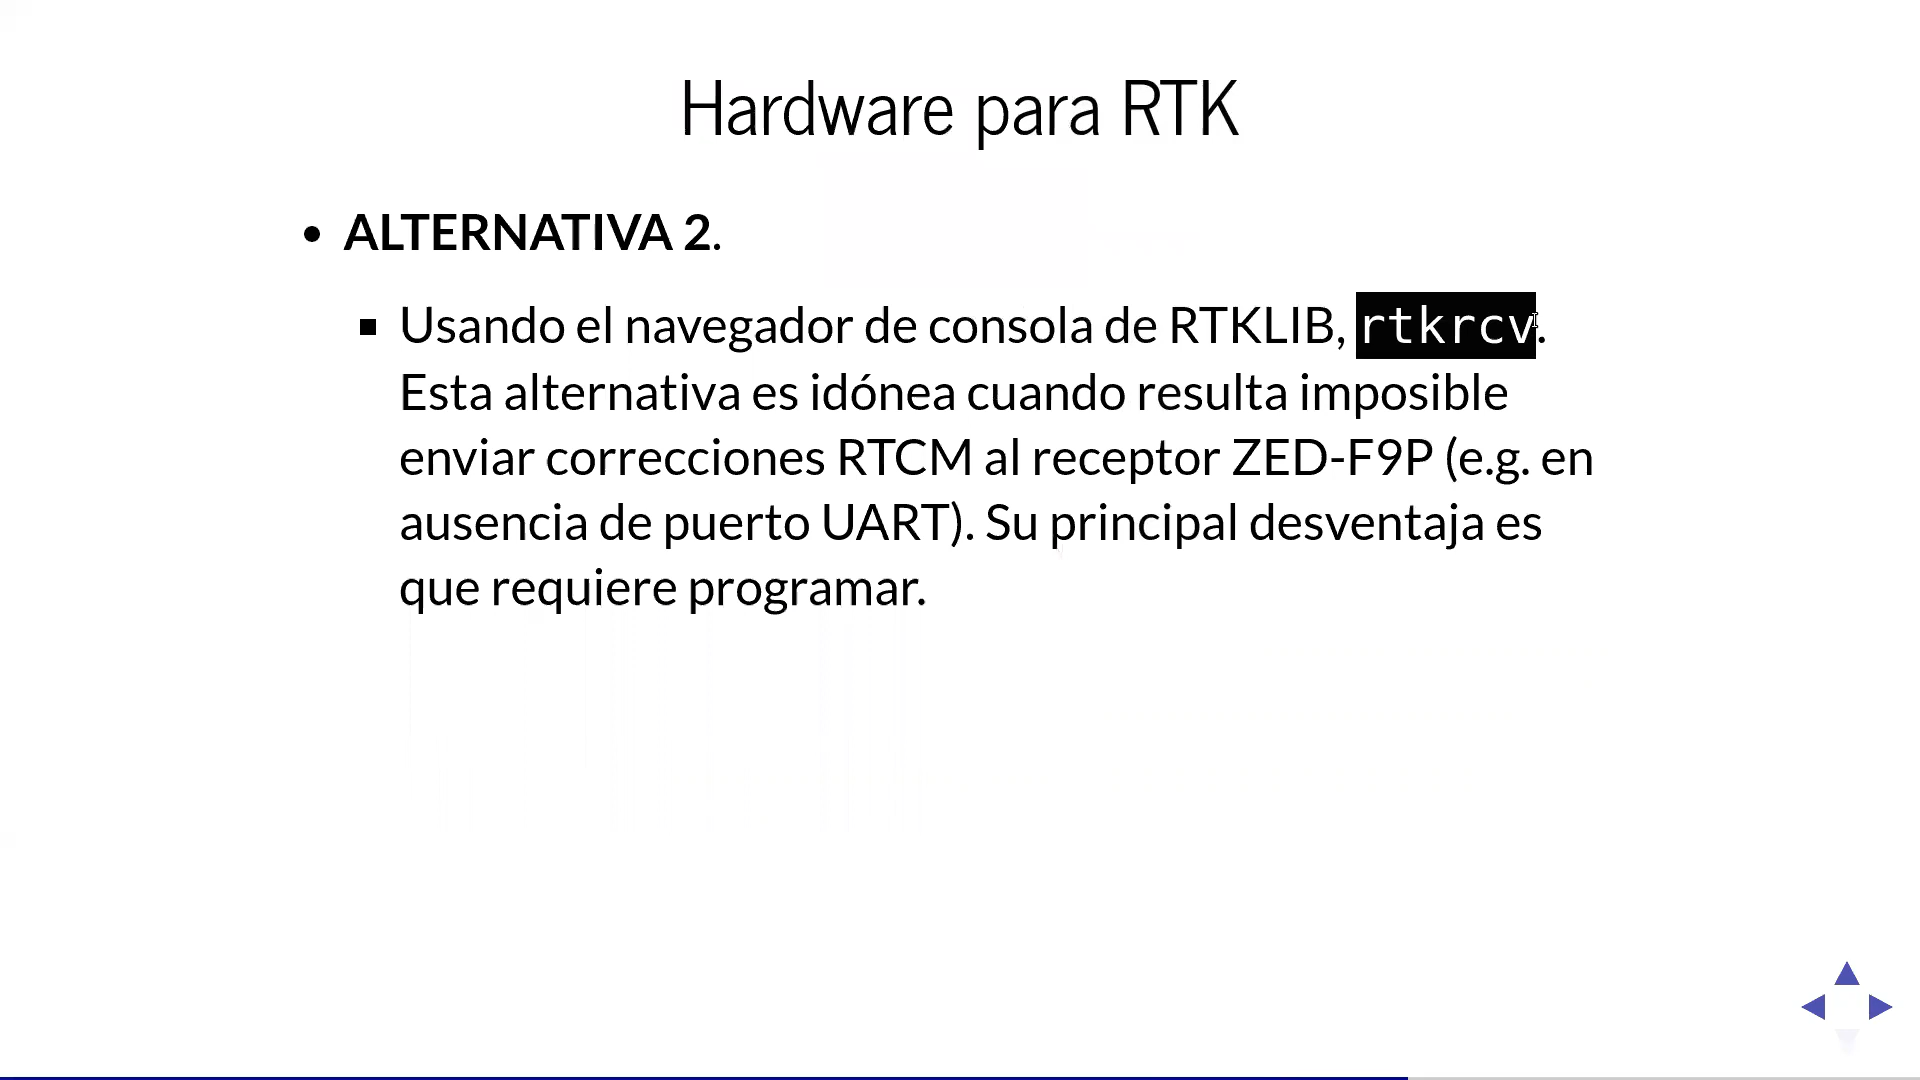 Hardware para RTK
• ALTERNATIVA 2.
▪ Usando el navegador de consola de RTKLIB, rtkrcv.
Esta alternativa es idónea cuando resulta imposible
enviar correcciones RTCM al receptor ZED-F9P (e.g. en
ausencia de puerto UART). Su principal desventaja es
que requiere programar.